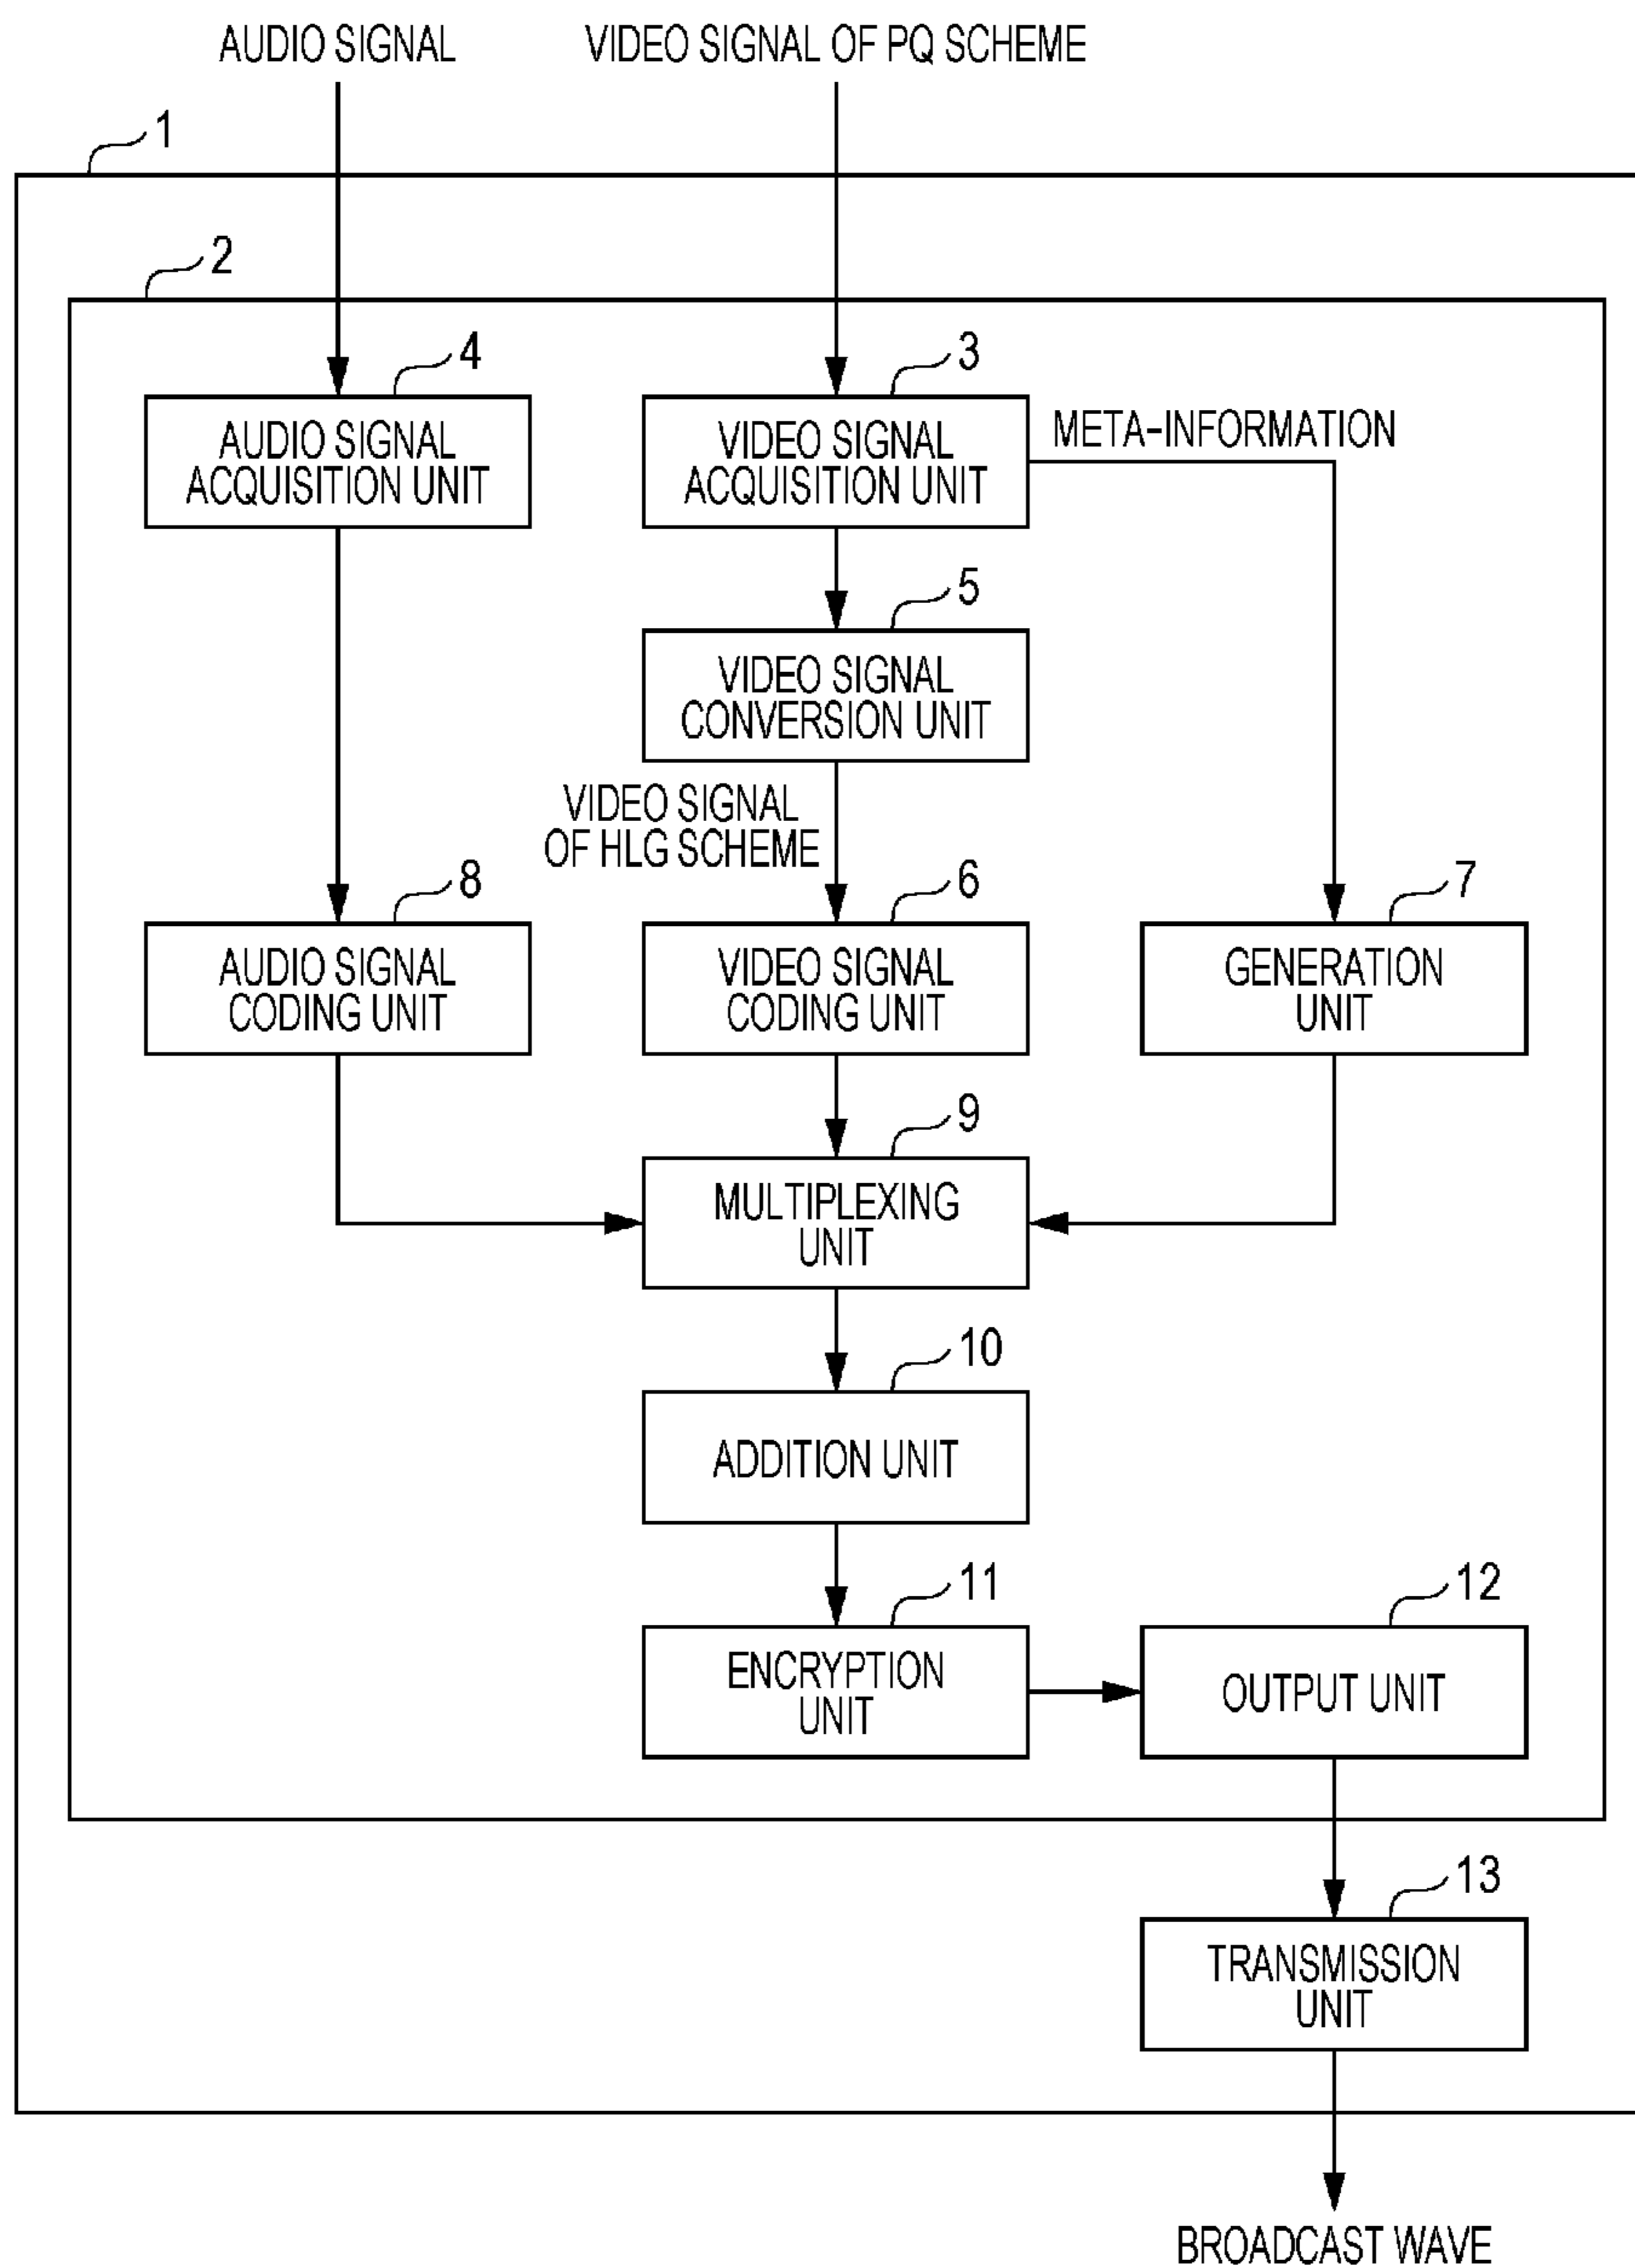 AUDIO SIGNAL
VIDEO SIGNAL OF PQ SCHEME
1
2
4
3
AUDIO SIGNAL
ACQUISITION UNIT
VIDEO SIGNAL
ACQUISITION UNIT
META-INFORMATION
5
VIDEO SIGNAL
CONVERSION UNIT
VIDEO SIGNAL
OF HLG SCHEME
8
6
7
AUDIO SIGNAL
CODING UNIT
VIDEO SIGNAL
CODING UNIT
GENERATION
UNIT
9
MULTIPLEXING
UNIT
10
ADDITION UNIT
11
12
ENCRYPTION
UNIT
OUTPUT UNIT
13
TRANSMISSION
UNIT
BROADCAST WAVE